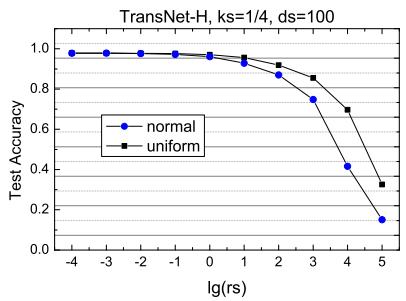 TransNet-H, ks=1/4, ds=100
1.0
0.8
0.6
0.4
0.2
0.0
Test Accuracy
normal
uniform
-4 -3 -2 -1 0 1 2 3 4 5
lg(rs)